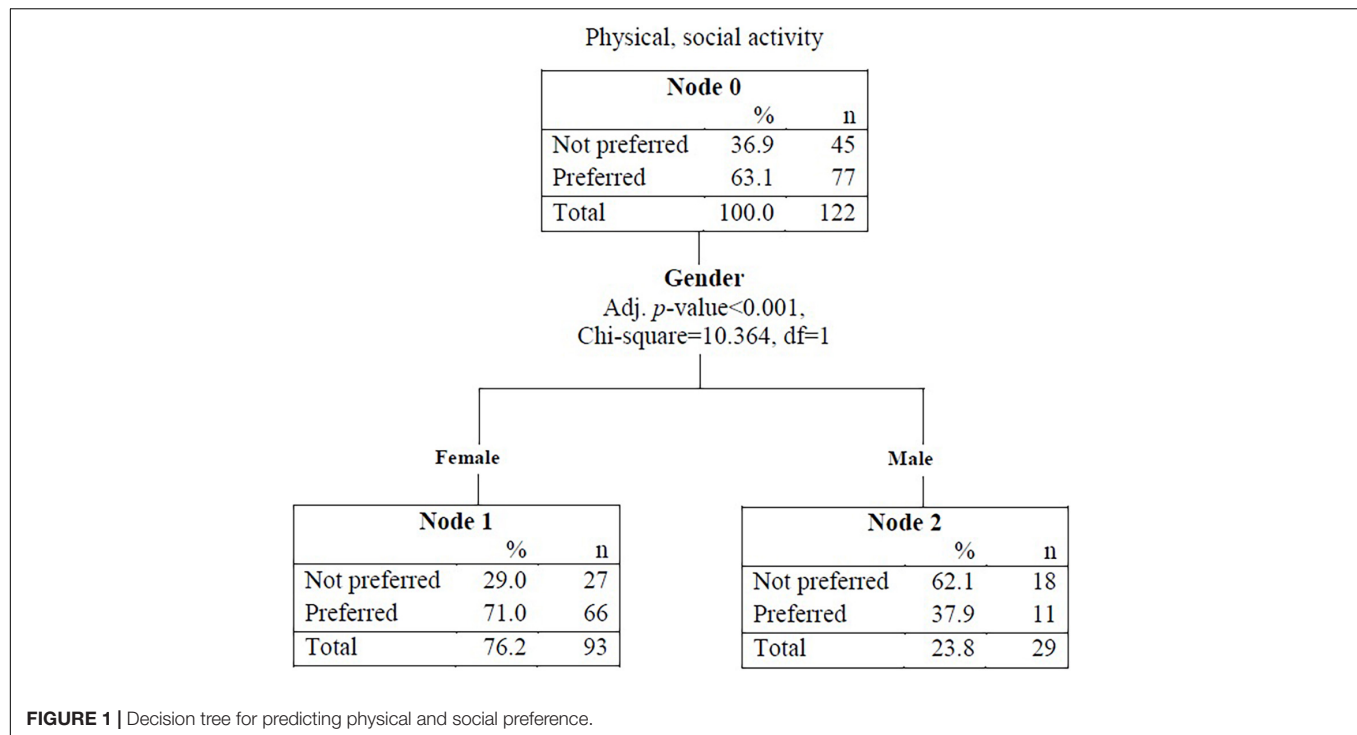 Physical, social activity
Node 0
% n
Not preferred 36.9 45
Preferred 63.1 77
Total 100.0 122
Gender
Adj. p-value<0.001,
Chi-square=10.364, df=1
Female
Male
Node 1
% n
Not preferred 29.0 27
Preferred 71.0 66
Total 76.2 93
Node 2
% n
Not preferred 62.1 18
Preferred 37.9 11
Total 23.8 29
FIGURE 1 | Decision tree for predicting physical and social preference.